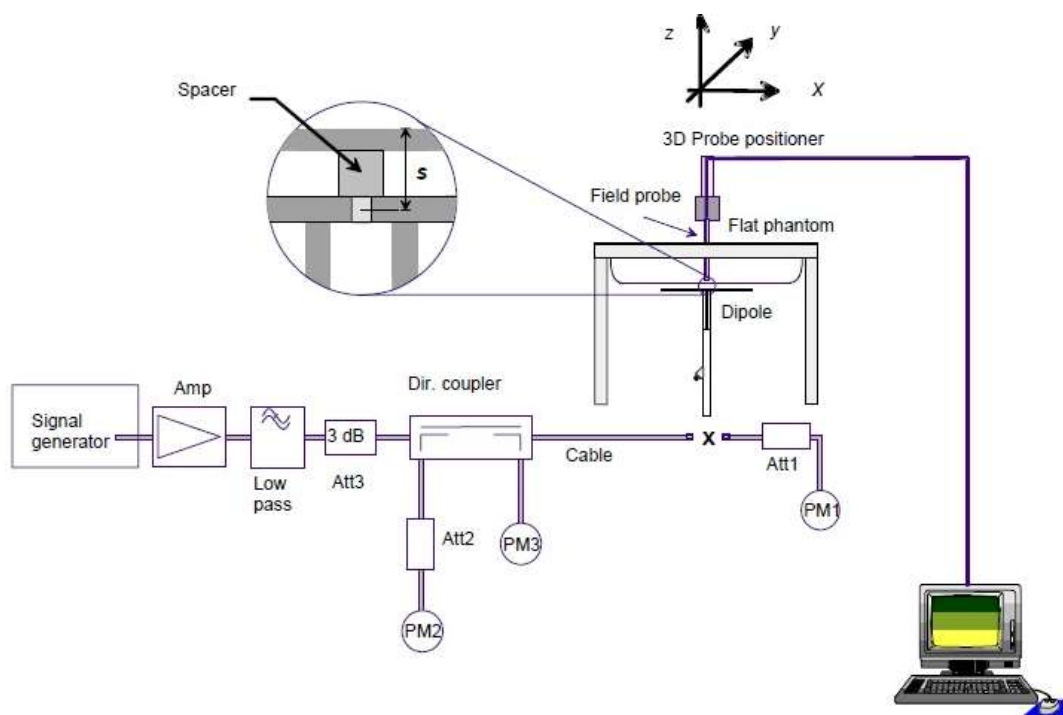 z
y
X
Spacer
s
3D Probe positioner
Field probe
Flat phantom
Dipole
Dir. coupler
Amp
Signal
generator
3 dB
Low
pass
Att3
Cable
x
Att1
PM1
Att2
PM3
PM2